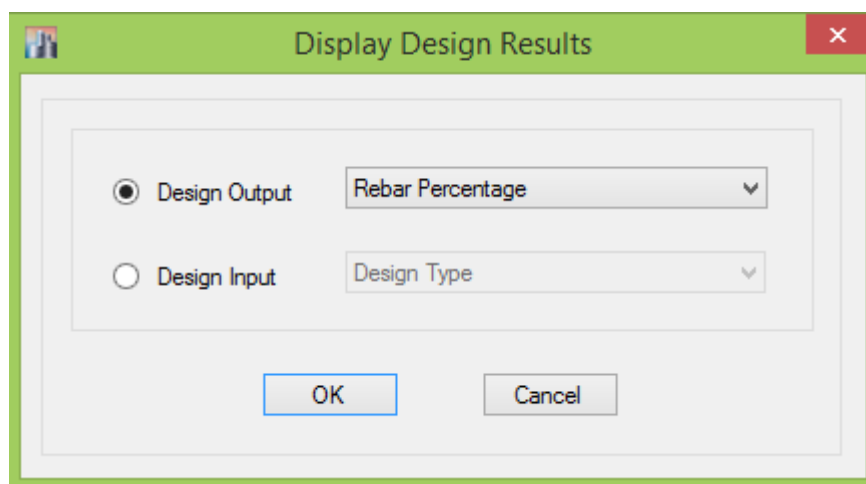 Display Design Results
Design Output Rebar Percentage
Design Input Design Type
OK Cancel